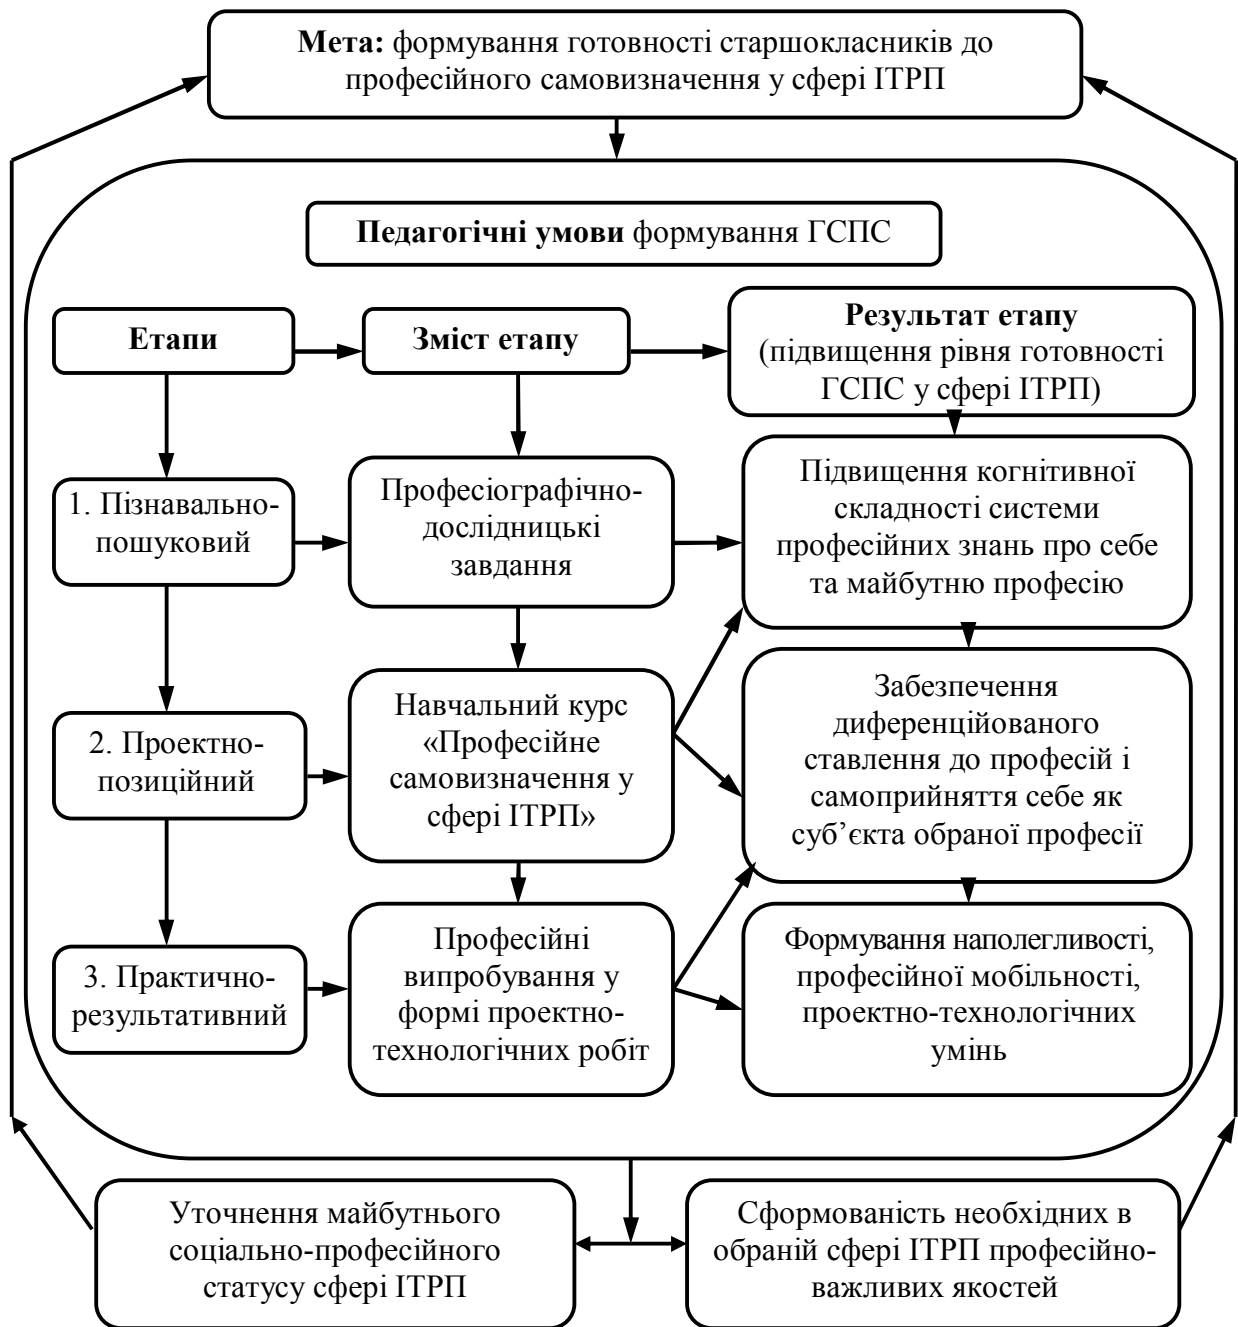 Мета: формування готовності старшокласників до
професійного самовизначення у сфері ІТРП
Педагогічні умови формування ГСПС
Етапи
Зміст етапу
Результат етапу
(підвищення рівня готовності
ГСПС у сфері ІТРП)
1. Пізнавально-
пошуковий
Професіографічно-
дослідницькі
завдання
Підвищення когнітивної
складності системи
професійних знань про себе
та майбутню професію
2. Проектно-
позиційний
Навчальний курс
«Професійне
самовизначення у
сфері ІТРП»
Забезпечення
диференційованого
ставлення до професій і
самоприйняття себе як
суб’єкта обраної професії
3. Практично-
результативний
Професійні
випробування у
формі проектно-
технологічних робіт
Формування наполегливості,
професійної мобільності,
проектно-технологічних
умінь
Уточнення майбутнього
соціально-професійного
статусу сфері ІТРП
Сформованість необхідних в
обраній сфері ІТРП професійно-
важливих якостей